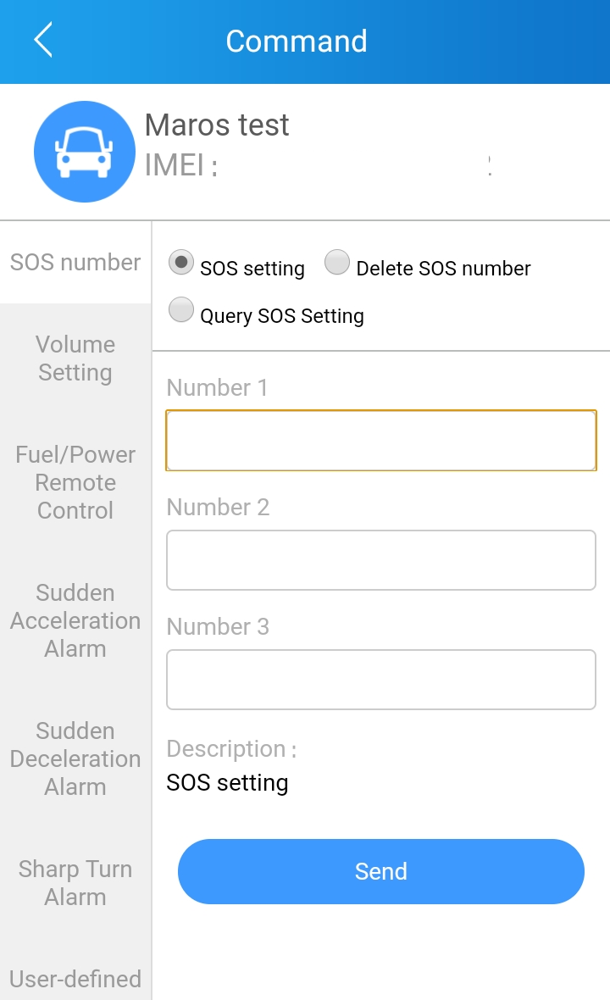 Command
Maros test
IMEI :
SOS number
Volume
Setting
Fuel/Power
Remote
Control
Sudden
Acceleration
Alarm
Sudden
Deceleration
Alarm
Sharp Turn
Alarm
User-defined
SOS setting
Delete SOS number
Query SOS Setting
Number 1
Number 2
Number 3
Description :
SOS setting
Send